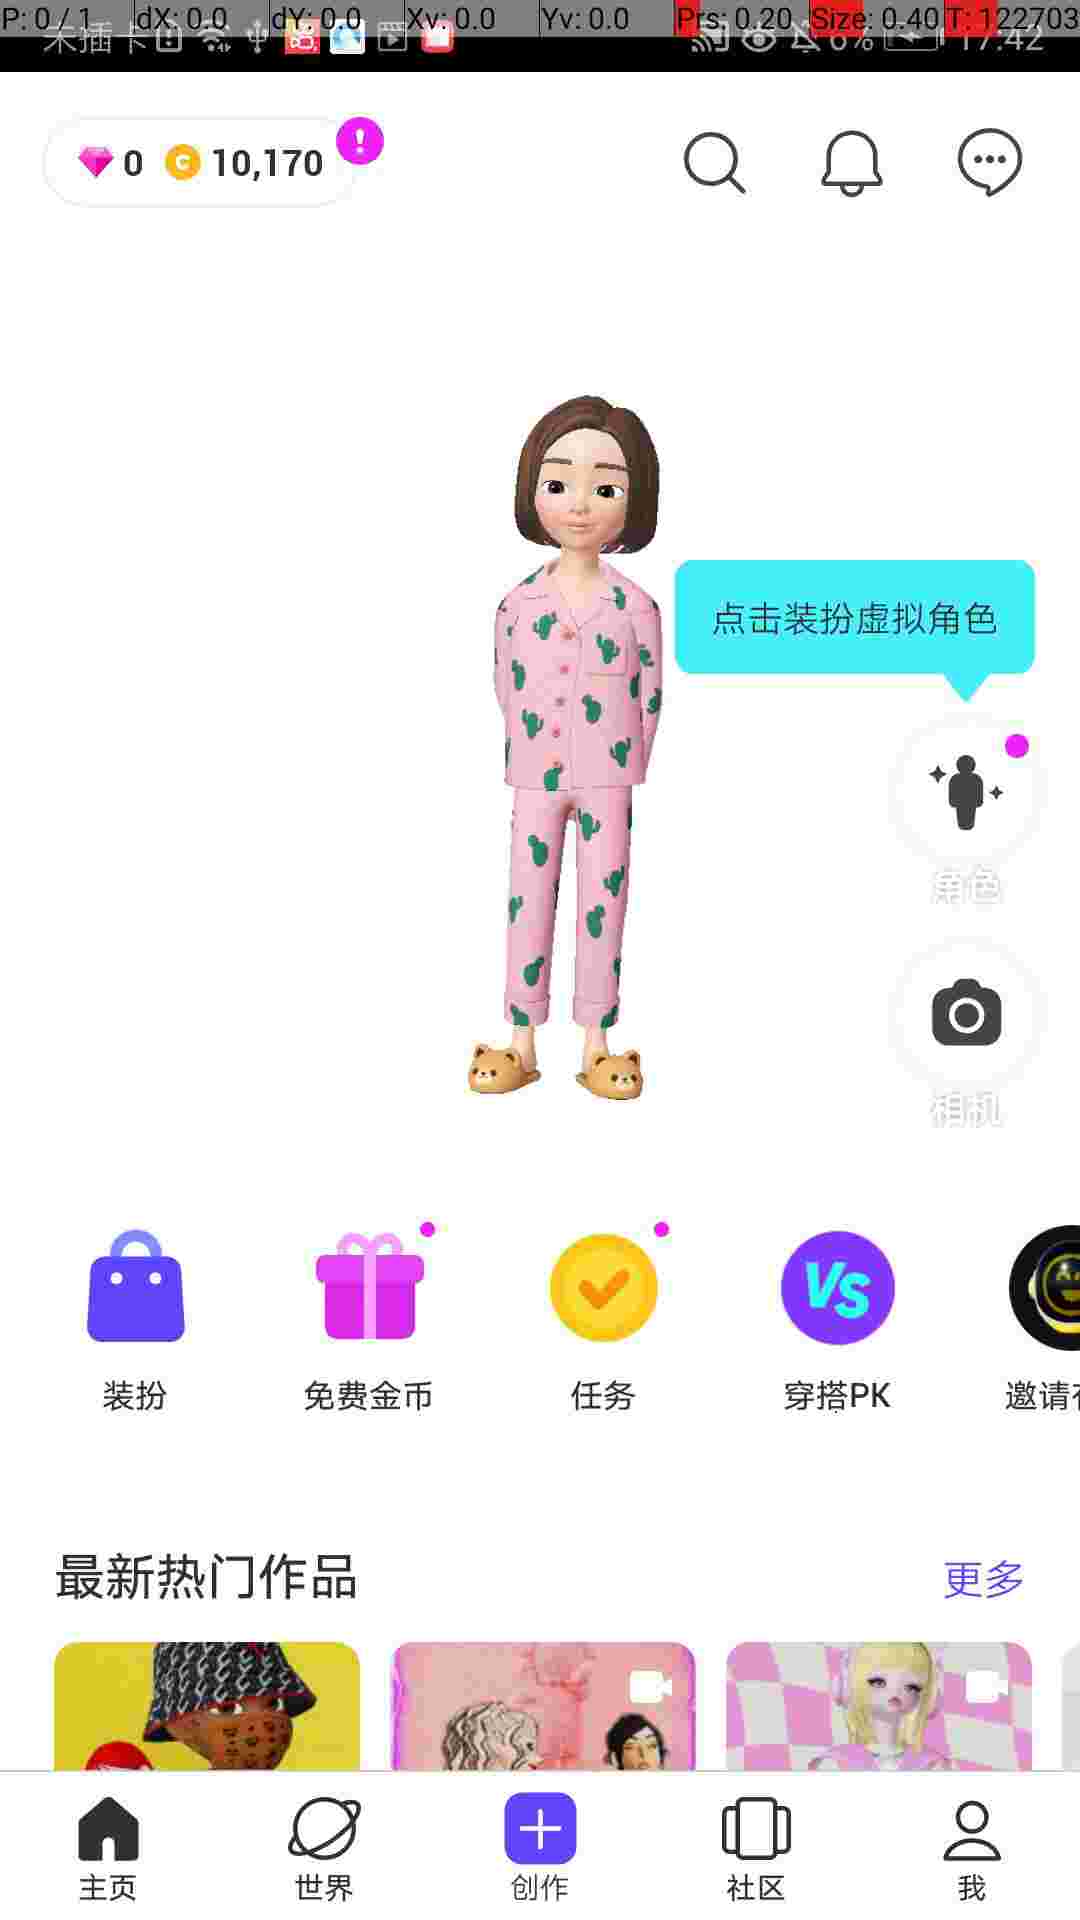 P: 0 / 1 dX: 0.0 dY: 0.0 Xv: 0.0 Yv: 0.0 Prs: 0.20 Size: 0.40 T: 122703
未插卡 6% 17:42
0 10,170
点击装扮虚拟角色
角色
相机
VS
装扮 免费金币 任务 穿搭PK 邀请
最新热门作品 更多
主页 世界 创作 社区 我